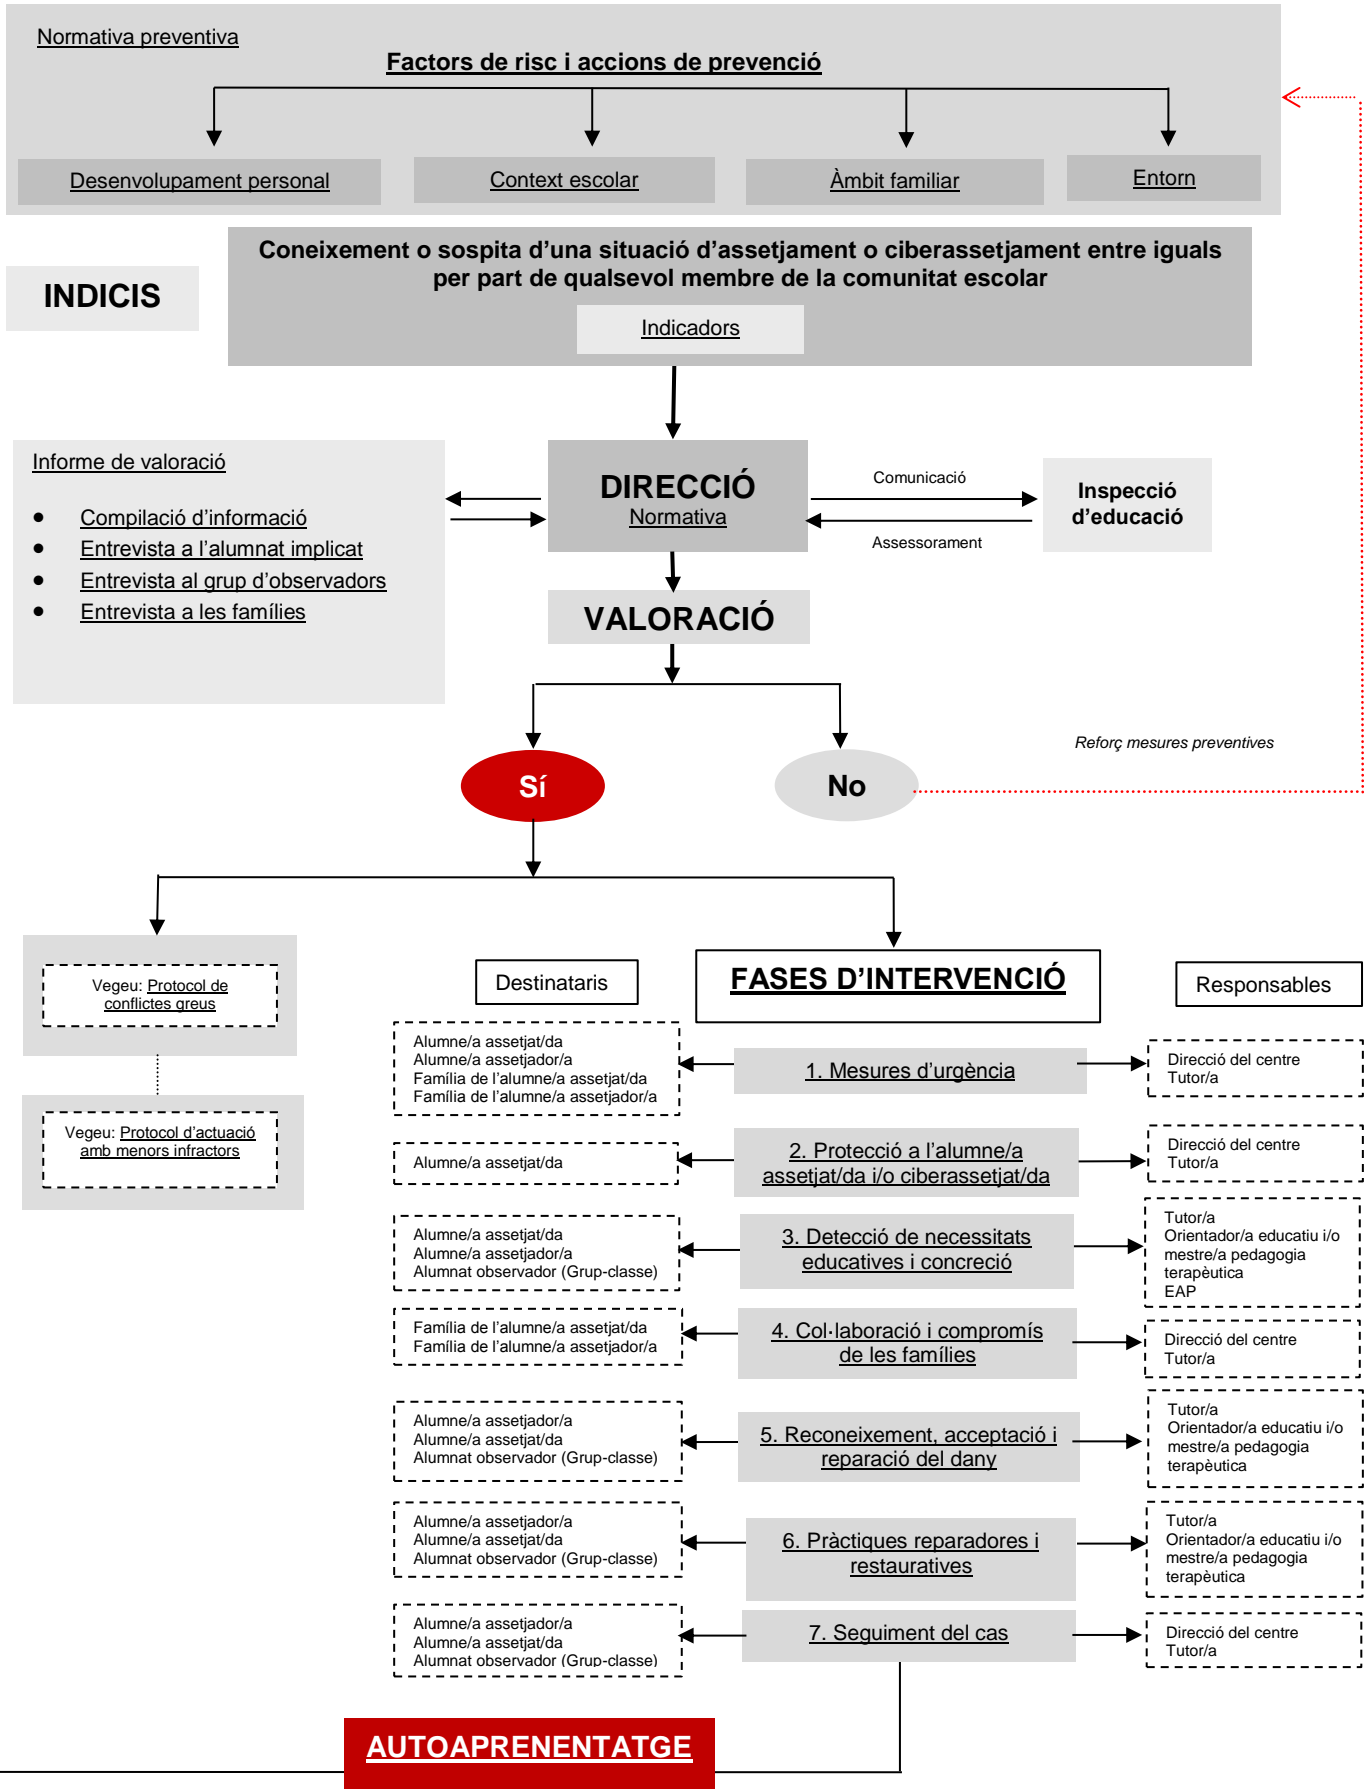 Normativa preventiva
Factors de risc i accions de prevenció
Desenvolupament personal
Context escolar
Àmbit familiar
Entorn
INDICIS
Coneixement o sospita d’una situació d’assetjament o ciberassetjament entre iguals
per part de qualsevol membre de la comunitat escolar
Indicadors
Informe de valoració
● Compilació d’informació
● Entrevista a l’alumnat implicat
● Entrevista al grup d’observadors
● Entrevista a les famílies
DIRECCIÓ
Normativa
Comunicació
Assessorament
Inspecció
d’educació
VALORACIÓ
Sí
No
Reforç mesures preventives
Vegeu: Protocol de
conflictes greus
Vegeu: Protocol d’actuació
amb menors infractors
Destinataris
FASES D’INTERVENCIÓ
Responsables
Alumne/a assetjat/da
Alumne/a assetjador/a
Família de l’alumne/a assetjat/da
Família de l’alumne/a assetjador/a
1. Mesures d’urgència
Direcció del centre
Tutor/a
Alumne/a assetjat/da
2. Protecció a l’alumne/a
assetjat/da i/o ciberassetjat/da
Direcció del centre
Tutor/a
Alumne/a assetjat/da
Alumne/a assetjador/a
Alumnat observador (Grup-classe)
3. Detecció de necessitats
educatives i concreció
Tutor/a
Orientador/a educatiu i/o
mestre/a pedagogia
terapèutica
EAP
Família de l’alumne/a assetjat/da
Família de l’alumne/a assetjador/a
4. Col·laboració i compromís
de les famílies
Direcció del centre
Tutor/a
Alumne/a assetjador/a
Alumne/a assetjat/da
Alumnat observador (Grup-classe)
5. Reconeixement, acceptació i
reparació del dany
Tutor/a
Orientador/a educatiu i/o
mestre/a pedagogia
terapèutica
Alumne/a assetjador/a
Alumne/a assetjat/da
Alumnat observador (Grup-classe)
6. Pràctiques reparadores i
restauratives
Tutor/a
Orientador/a educatiu i/o
mestre/a pedagogia
terapèutica
Alumne/a assetjador/a
Alumne/a assetjat/da
Alumnat observador (Grup-classe)
7. Seguiment del cas
Direcció del centre
Tutor/a
AUTOAPRENENTATGE